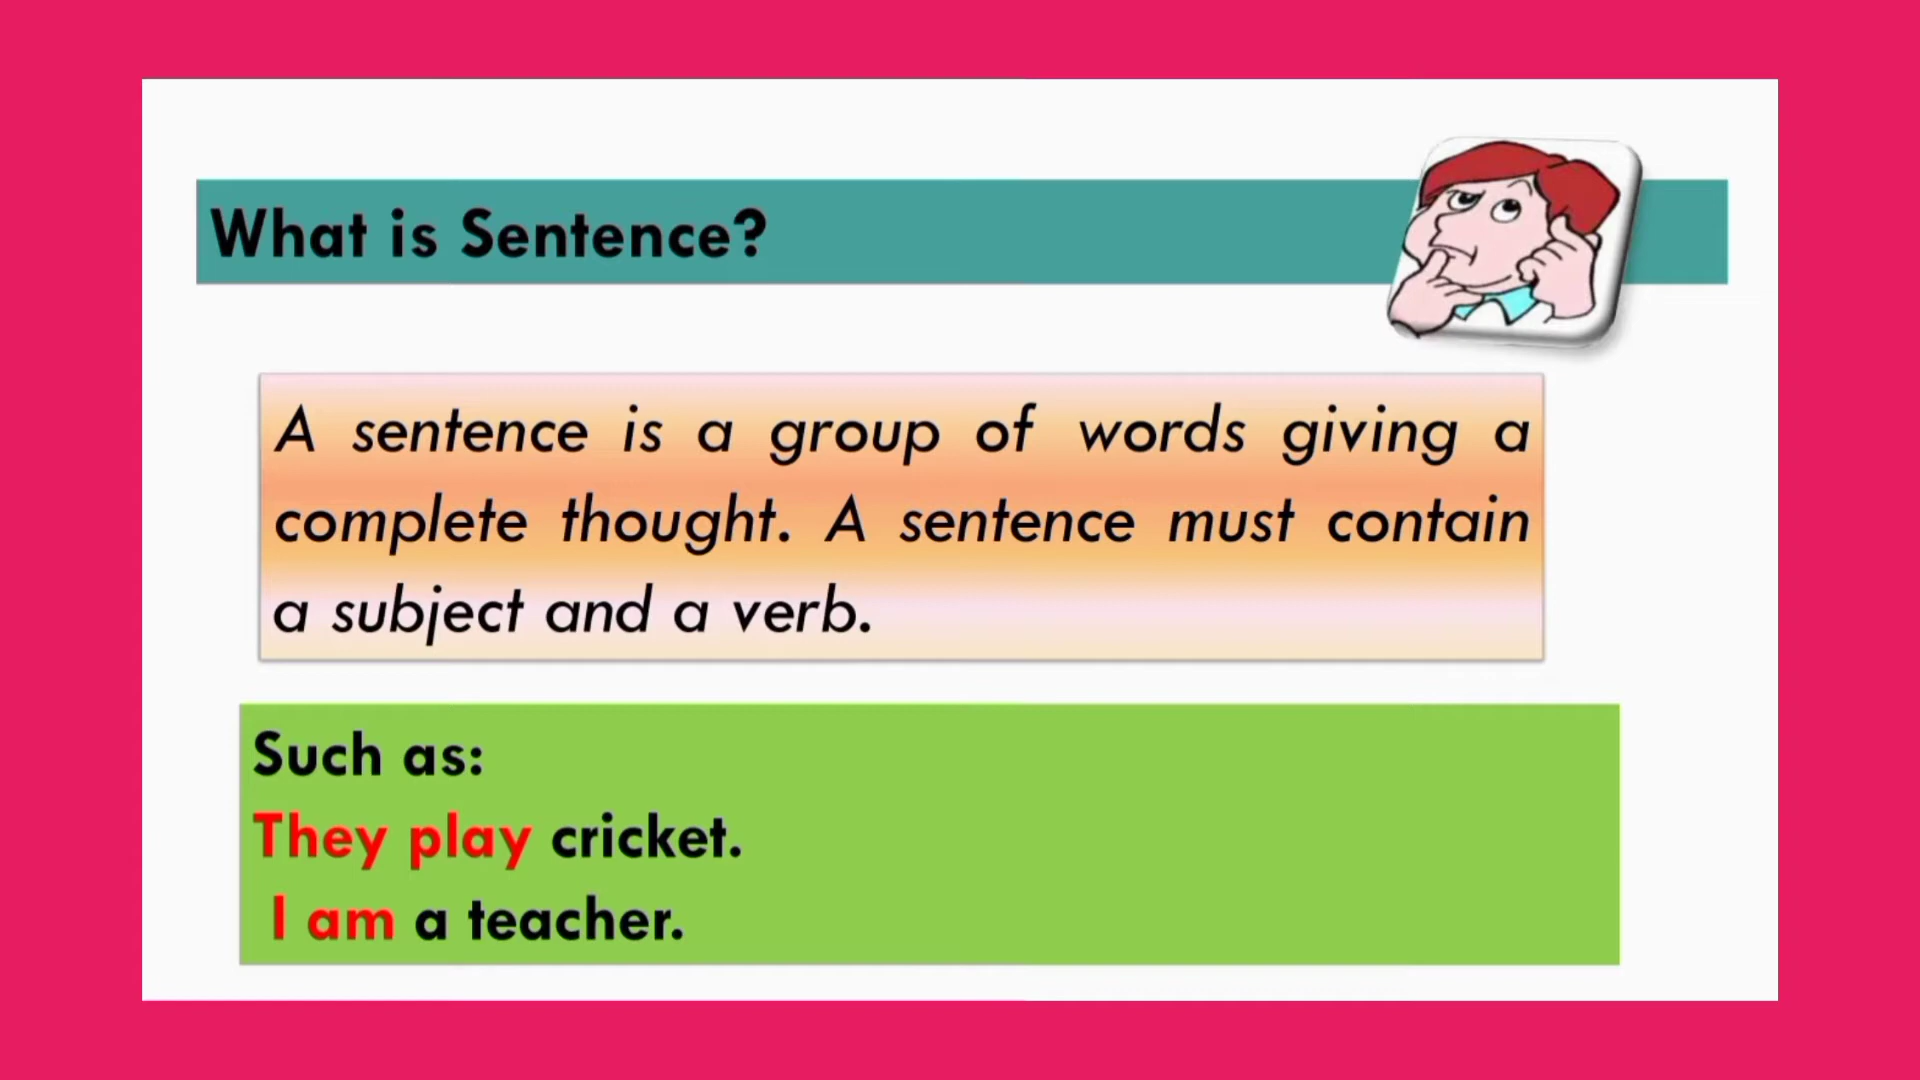 What is Sentence?
A sentence is a group of words giving a
complete thought. A sentence must contain
a subject and a verb.
Such as:
They play cricket.
I am a teacher.